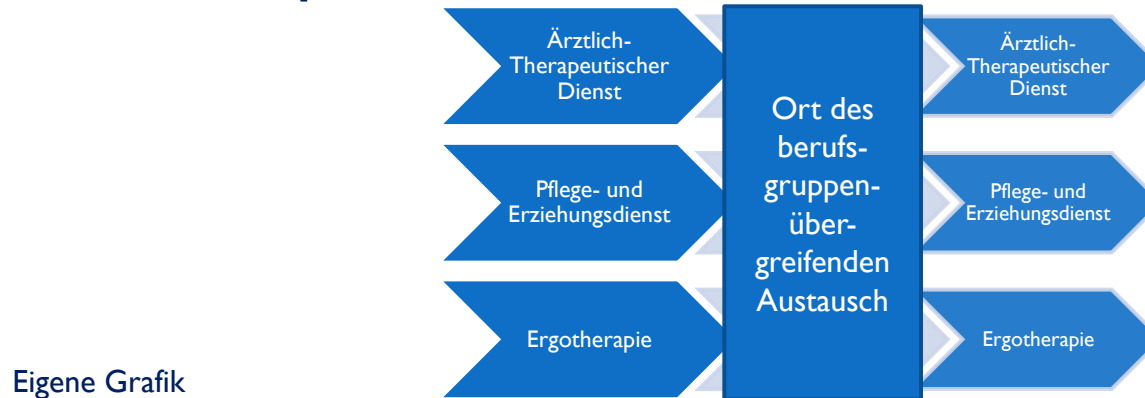 Ärztlich-
Therapeutischer
Dienst
Pflege- und
Erziehungsdienst
Ergotherapie
Ort des
berufs-
gruppen-
über-
greifenden
Austausch
Ärztlich-
Therapeutischer
Dienst
Pflege- und
Erziehungsdienst
Ergotherapie
Eigene Grafik